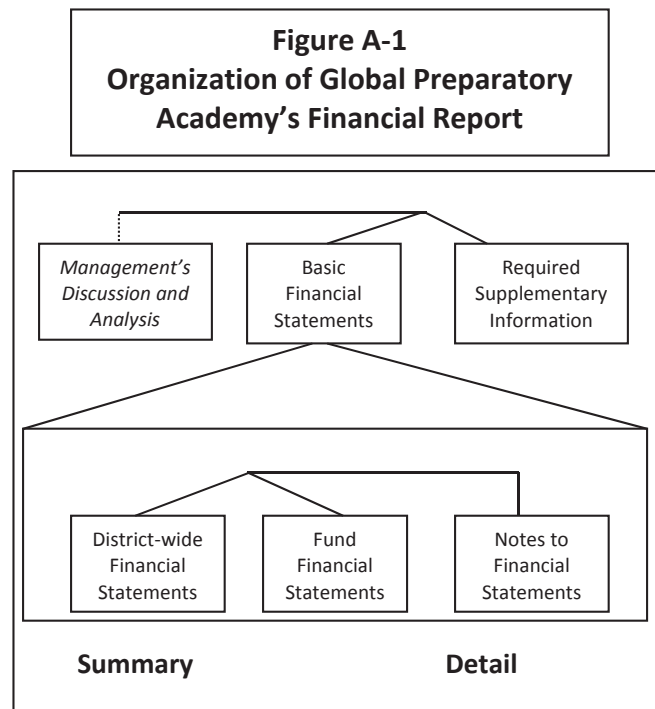 Figure A-1
Organization of Global Preparatory
Academy’s Financial Report
Management’s
Discussion and
Analysis
Basic
Financial
Statements
Required
Supplementary
Information
District-wide
Financial
Statements
Fund
Financial
Statements
Notes to
Financial
Statements
Summary
Detail